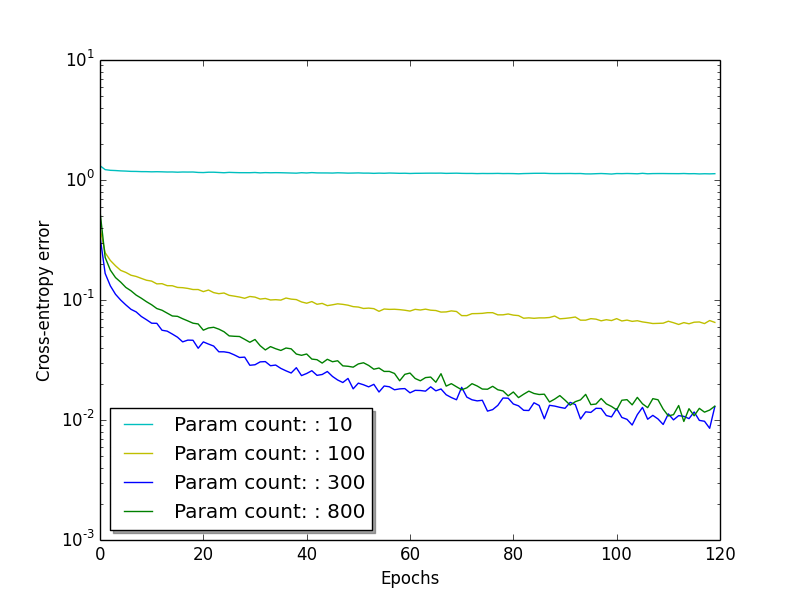 10^1
10^0
10^-1
10^-2
10^-3
Cross-entropy error
Param count: : 10
Param count: : 100
Param count: : 300
Param count: : 800
0 20 40 60 80 100 120
Epochs